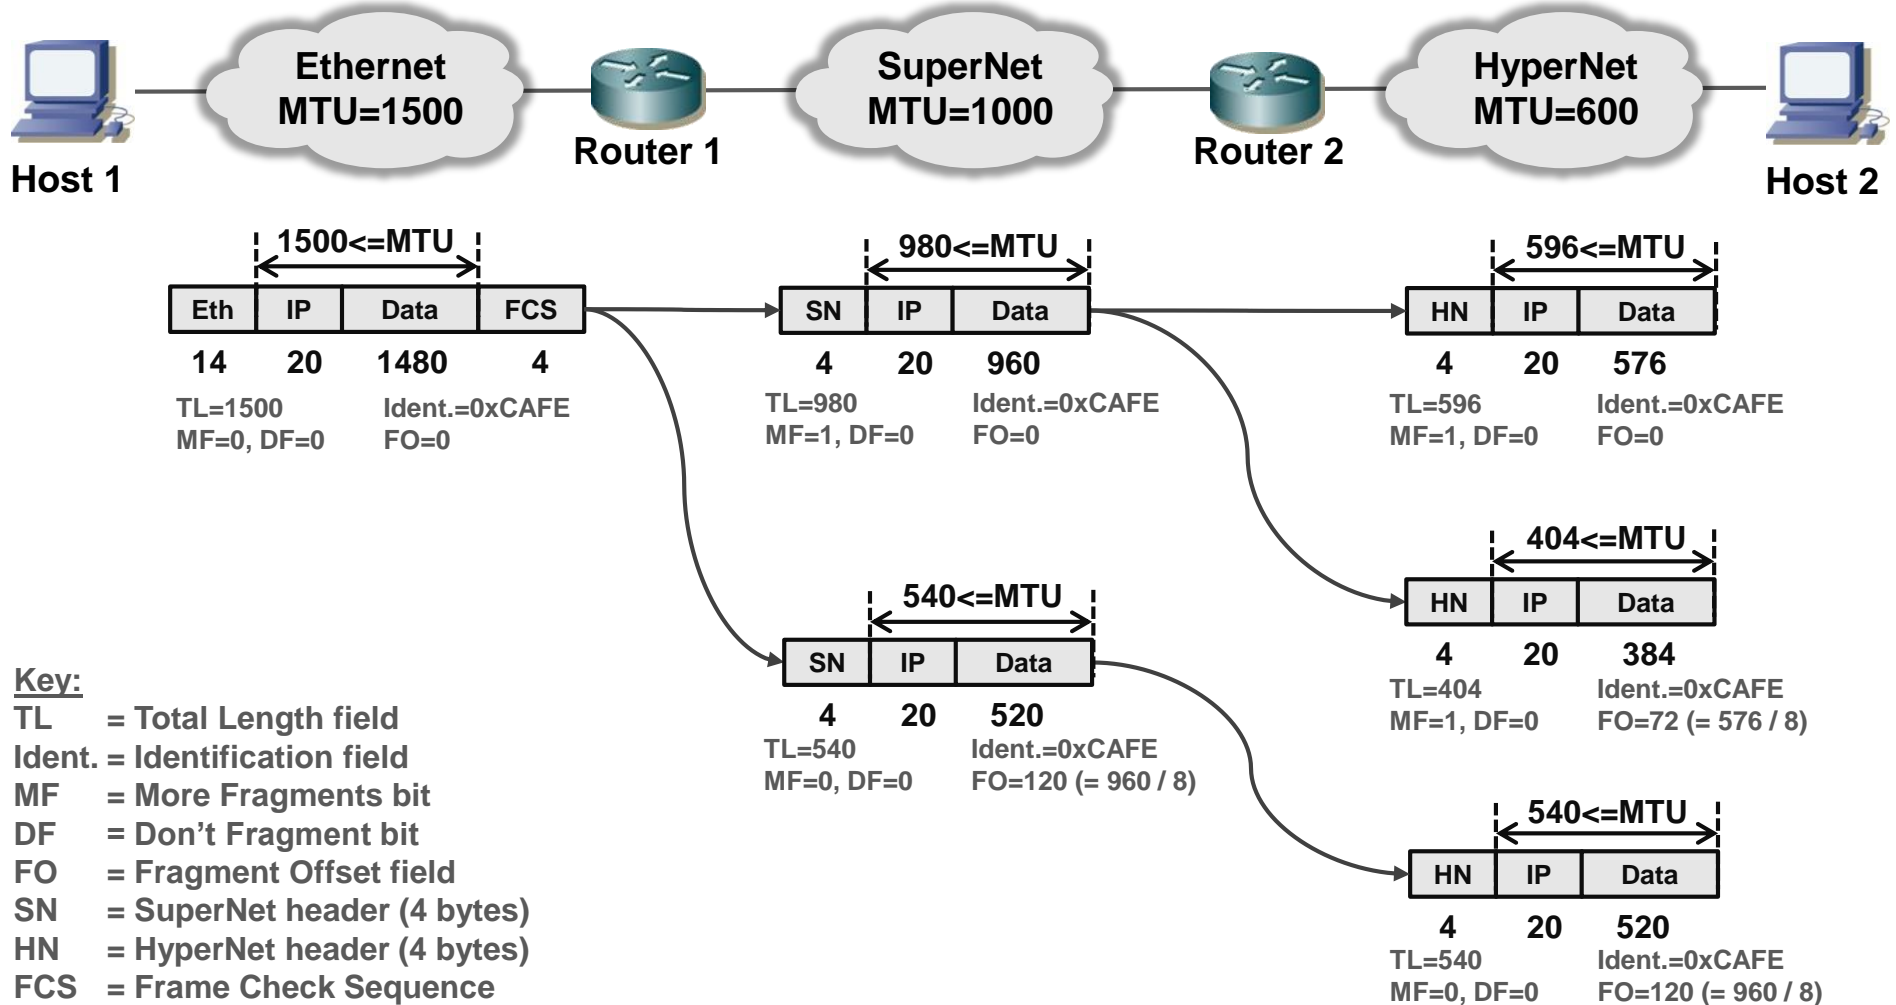 Ethernet
MTU=1500
SuperNet
MTU=1000
HyperNet
MTU=600
Host 1
Router 1
Router 2
Host 2
1500<=MTU
Eth IP Data FCS
14 20 1480 4
TL=1500 Ident.=0xCAFE
MF=0, DF=0 FO=0
980<=MTU
SN IP Data
4 20 960
TL=980 Ident.=0xCAFE
MF=1, DF=0 FO=0
596<=MTU
HN IP Data
4 20 576
TL=596 Ident.=0xCAFE
MF=1, DF=0 FO=0
404<=MTU
HN IP Data
4 20 384
TL=404 Ident.=0xCAFE
MF=1, DF=0 FO=72 (= 576 / 8)
540<=MTU
SN IP Data
4 20 520
TL=540 Ident.=0xCAFE
MF=0, DF=0 FO=120 (= 960 / 8)
540<=MTU
HN IP Data
4 20 520
TL=540 Ident.=0xCAFE
MF=0, DF=0 FO=120 (= 960 / 8)
Key:
TL = Total Length field
Ident. = Identification field
MF = More Fragments bit
DF = Don’t Fragment bit
FO = Fragment Offset field
SN = SuperNet header (4 bytes)
HN = HyperNet header (4 bytes)
FCS = Frame Check Sequence